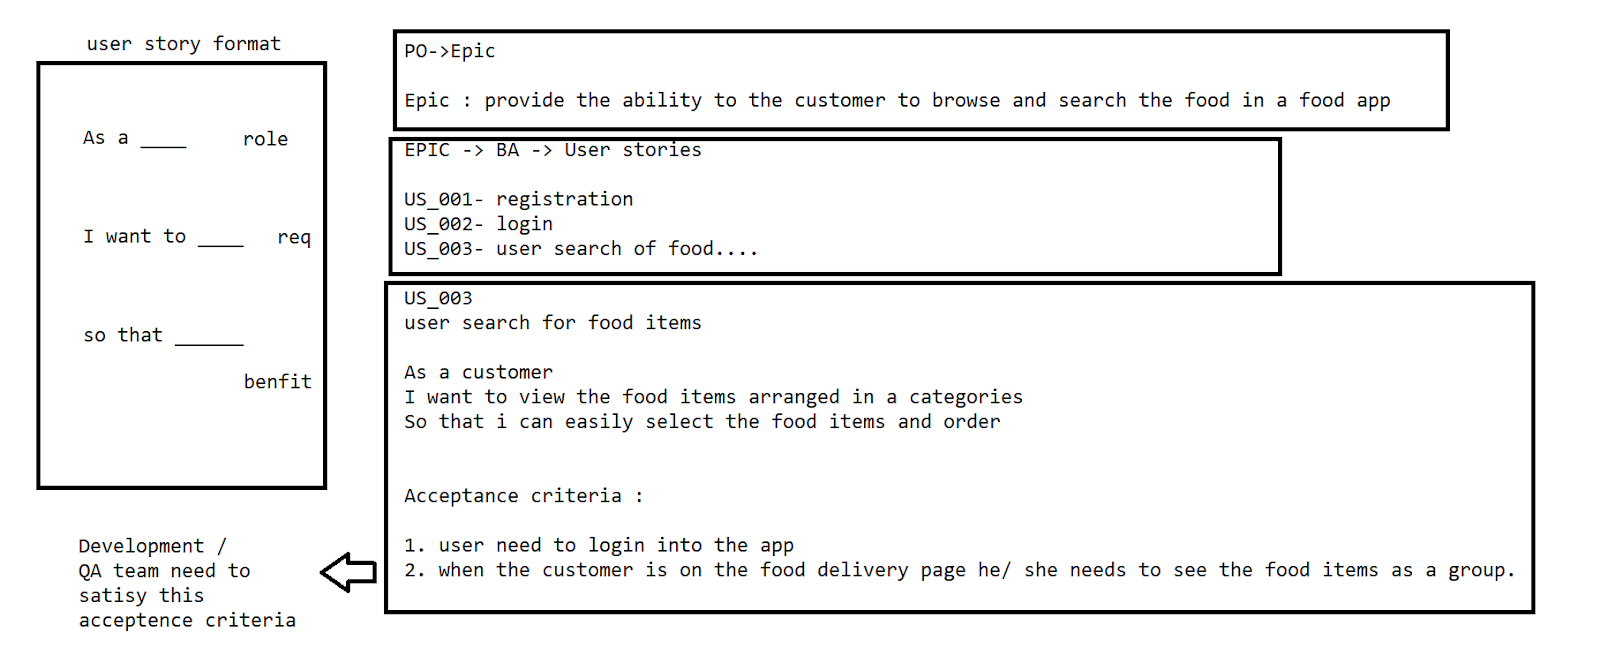 user story format
As a ____ role
I want to ____ req
so that ______
benfit
Development /
QA team need to
satisy this
acceptence criteria
PO->Epic
Epic : provide the ability to the customer to browse and search the food in a food app
EPIC -> BA -> User stories
US_001- registration
US_002- login
US_003- user search of food....
US_003
user search for food items
As a customer
I want to view the food items arranged in a categories
So that i can easily select the food items and order
Acceptance criteria :
1. user need to login into the app
2. when the customer is on the food delivery page he/ she needs to see the food items as a group.